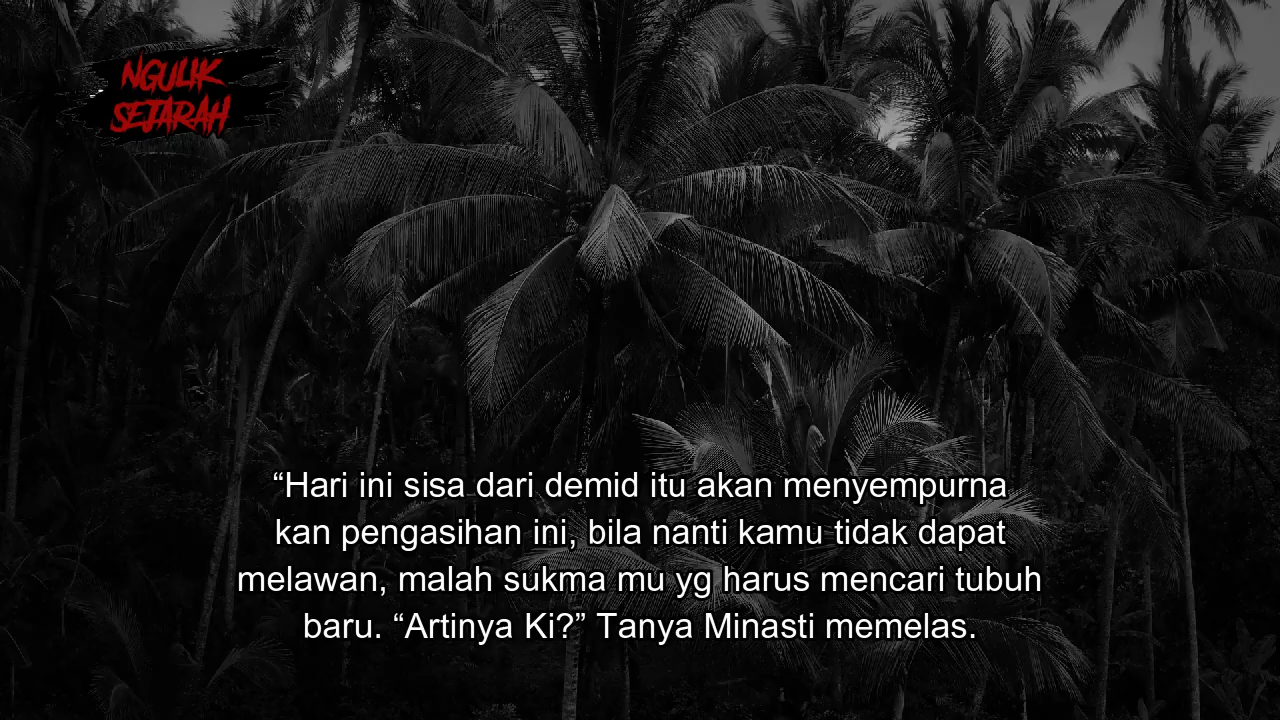 NGULIK
SEJARAH
“Hari ini sisa dari demid itu akan menyempurna
kan pengasihan ini, bila nanti kamu tidak dapat
melawan, malah sukma mu yg harus mencari tubuh
baru. “Artinya Ki?” Tanya Minasti memelas.